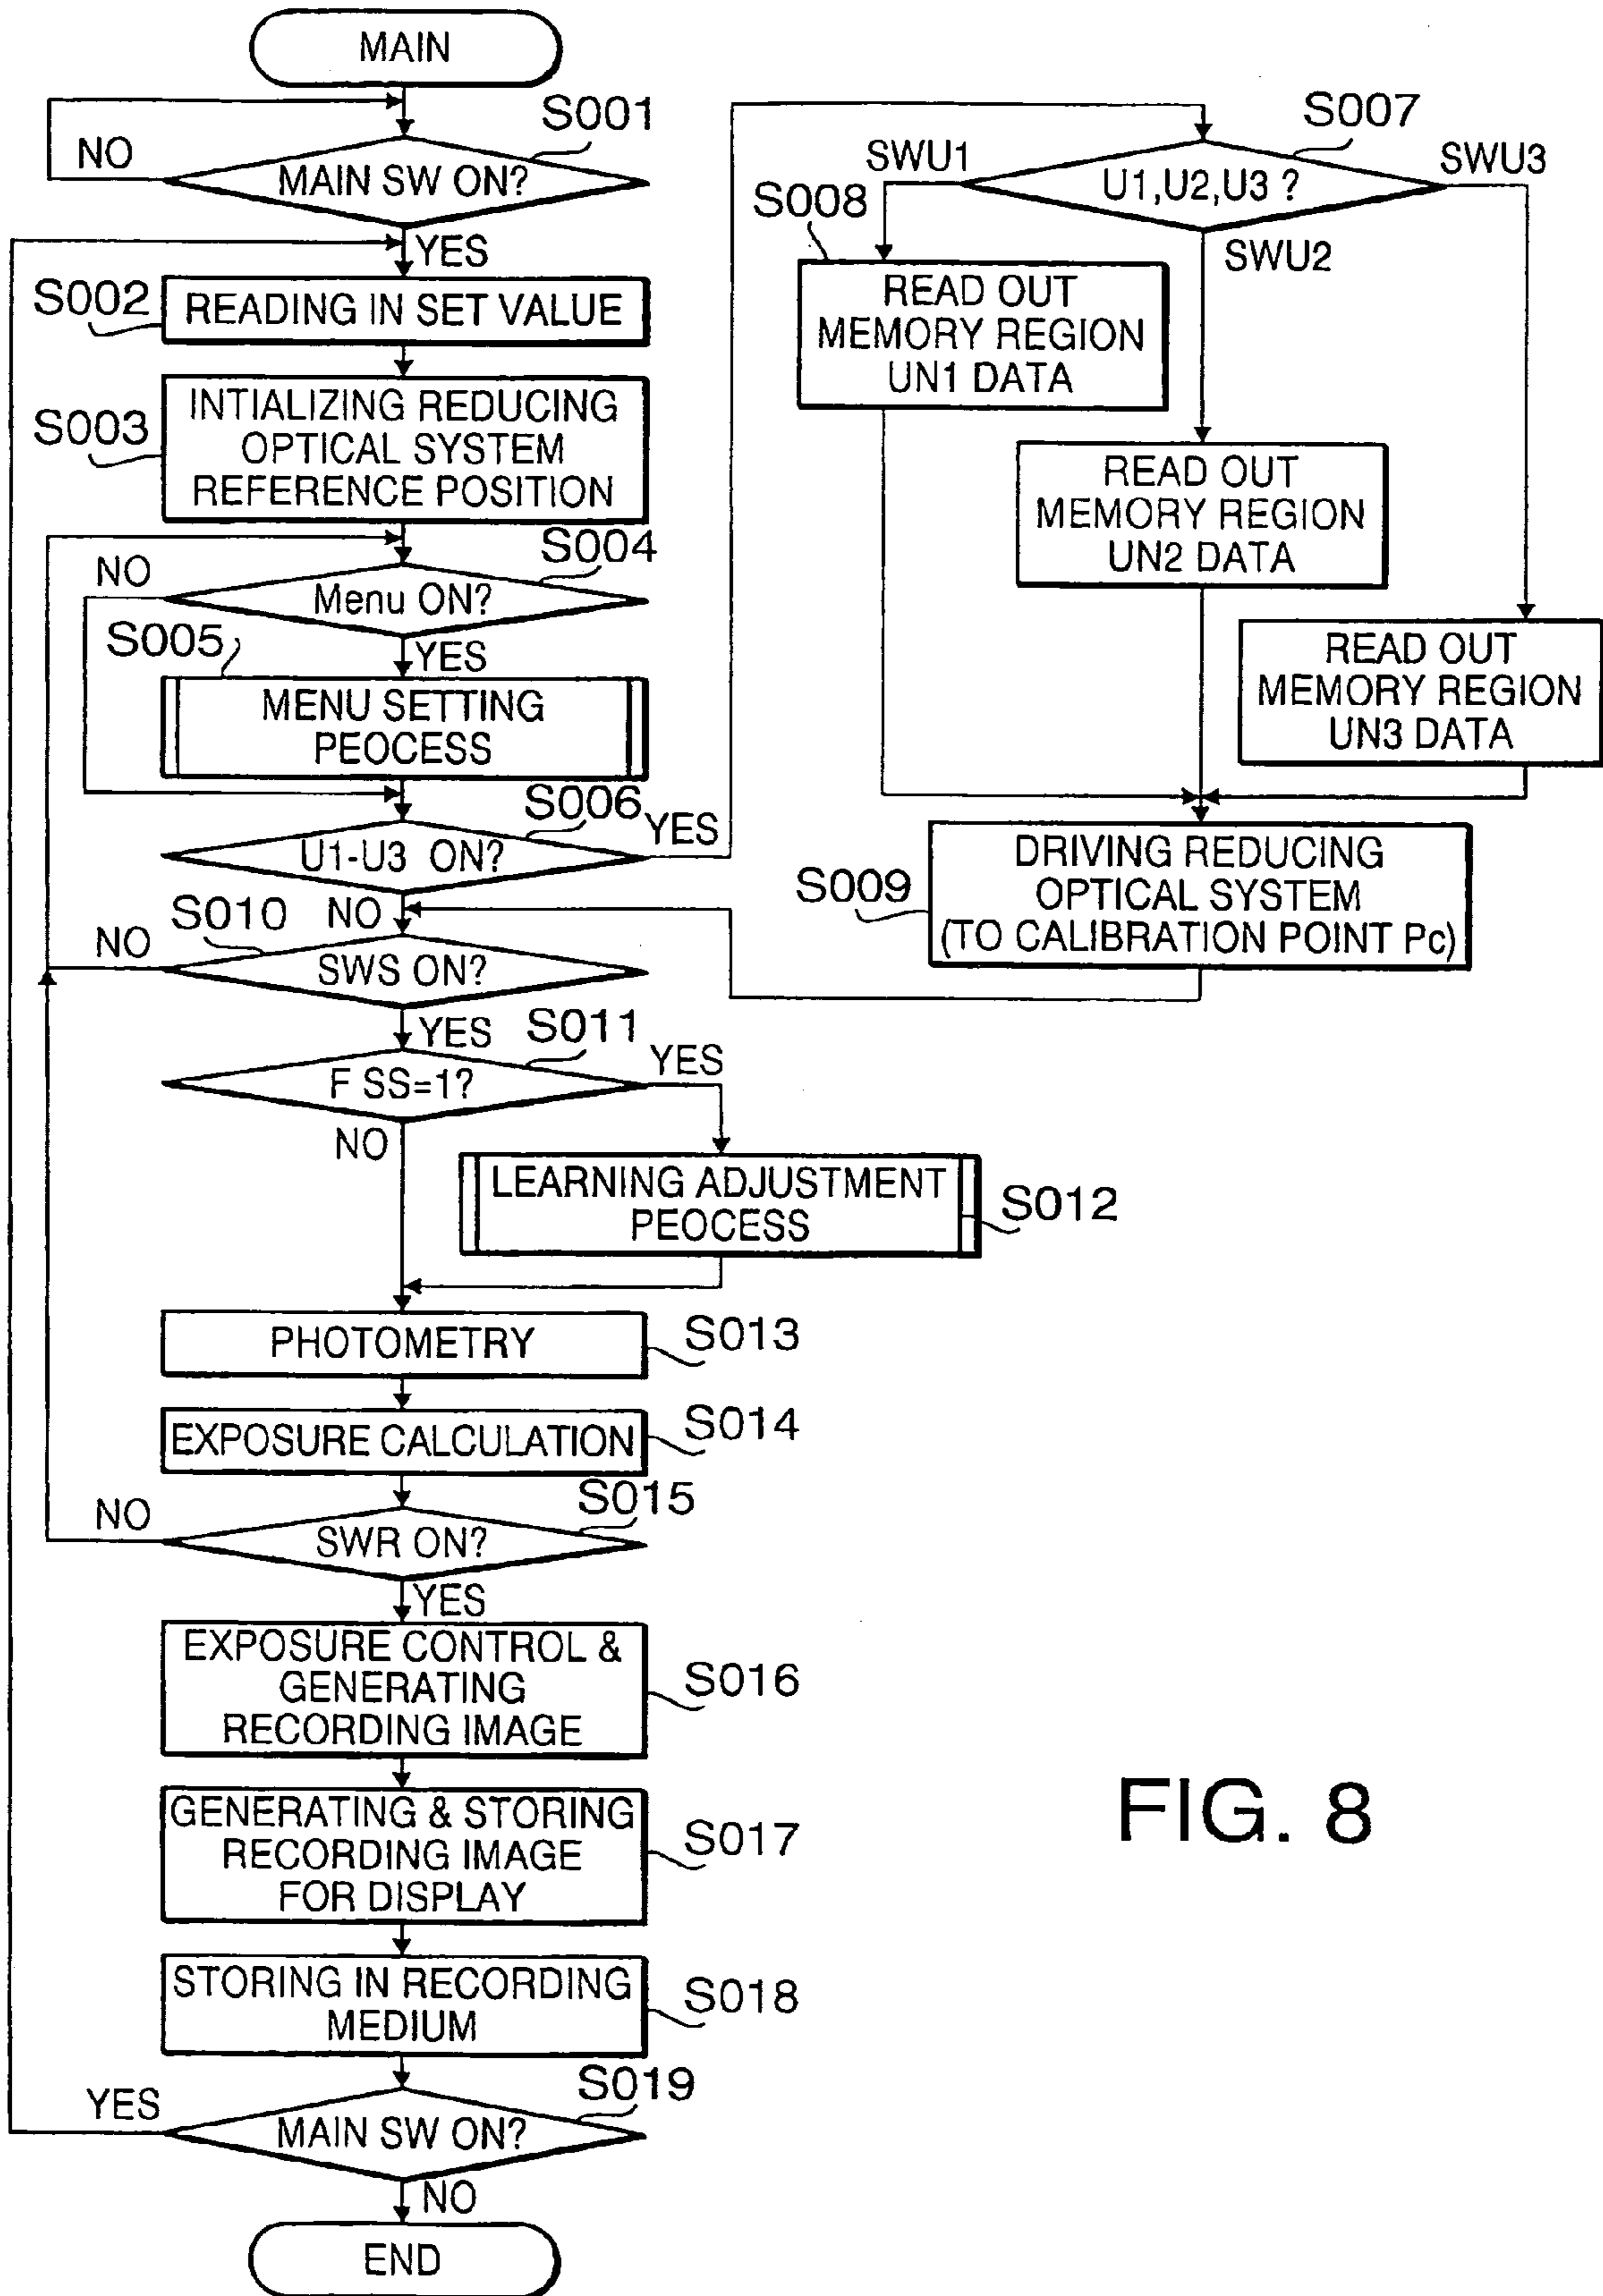 MAIN
S001
NO
MAIN SW ON?
YES
S002
READING IN SET VALUE
S003
INTIALIZING REDUCING
OPTICAL SYSTEM
REFERENCE POSITION
S004
NO
Menu ON?
S005
YES
MENU SETTING
PEOCESS
S006
YES
U1-U3 ON?
NO
S007
SWU1
SWU3
U1,U2,U3 ?
SWU2
S008
READ OUT
MEMORY REGION
UN1 DATA
READ OUT
MEMORY REGION
UN2 DATA
READ OUT
MEMORY REGION
UN3 DATA
S009
DRIVING REDUCING
OPTICAL SYSTEM
(TO CALIBRATION POINT Pc)
S010
NO
SWS ON?
YES
S011
YES
F SS=1?
NO
LEARNING ADJUSTMENT
PEOCESS
S012
PHOTOMETRY
S013
EXPOSURE CALCULATION
S014
S015
NO
SWR ON?
YES
EXPOSURE CONTROL &
GENERATING
RECORDING IMAGE
S016
GENERATING & STORING
RECORDING IMAGE
FOR DISPLAY
S017
STORING IN RECORDING
MEDIUM
S018
S019
YES
MAIN SW ON?
NO
END
FIG. 8